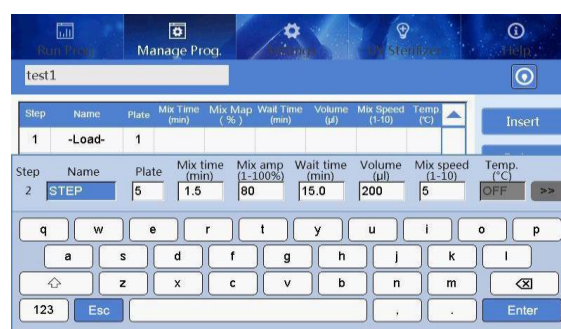 Run Prog. Manage Prog. Help
test1
Step Name Plate Mix Time (min) Mix Map (%) Wait Time (min) Volume (μl) Mix Speed (1-10) Temp (℃)
Insert
1 -Load- 1
Step Name Plate Mix time (min) Mix amp (1-100%) Wait time (min) Volume (μl) Mix speed (1-10) Temp. (°C)
2 STEP 5 1.5 80 15.0 200 5 OFF >>
q w e r t y u i o p
a s d f g h j k l
z x c v b n m
123 Esc , . Enter